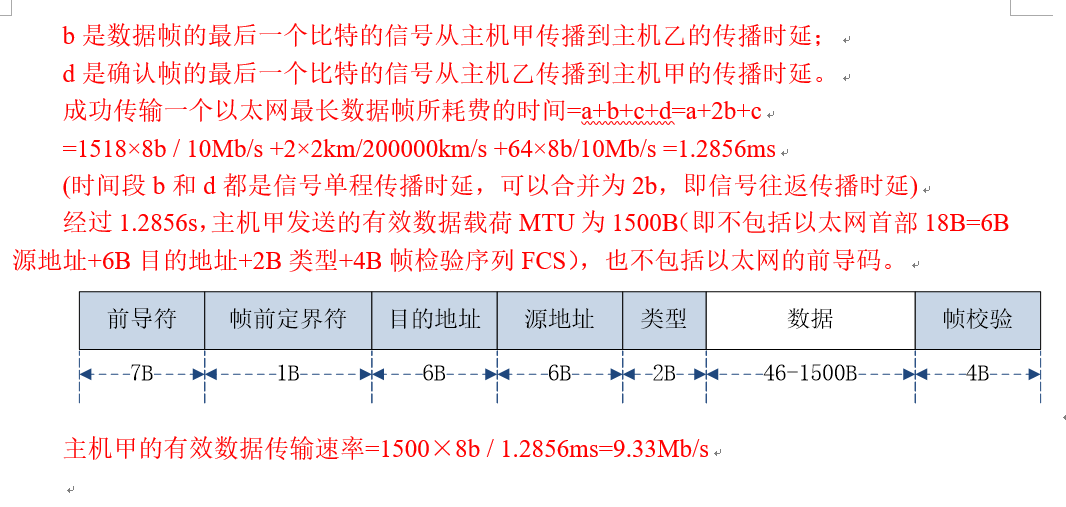 b 是数据帧的最后一个比特的信号从主机甲传播到主机乙的传播时延；
d 是确认帧的最后一个比特的信号从主机乙传播到主机甲的传播时延。
成功传输一个以太网最长数据帧所耗费的时间=a+b+c+d=a+2b+c
=1518×8b / 10Mb/s +2×2km/200000km/s +64×8b/10Mb/s =1.2856ms
(时间段 b 和 d 都是信号单程传播时延，可以合并为 2b，即信号往返传播时延)
经过 1.2856s，主机甲发送的有效数据载荷 MTU 为 1500B（即不包括以太网首部 18B=6B
源地址+6B 目的地址+2B 类型+4B 帧检验序列 FCS），也不包括以太网的前导码。
前导符 帧前定界符 目的地址 源地址 类型 数据 帧校验
7B 1B 6B 6B 2B 46-1500B 4B
主机甲的有效数据传输速率=1500×8b / 1.2856ms=9.33Mb/s